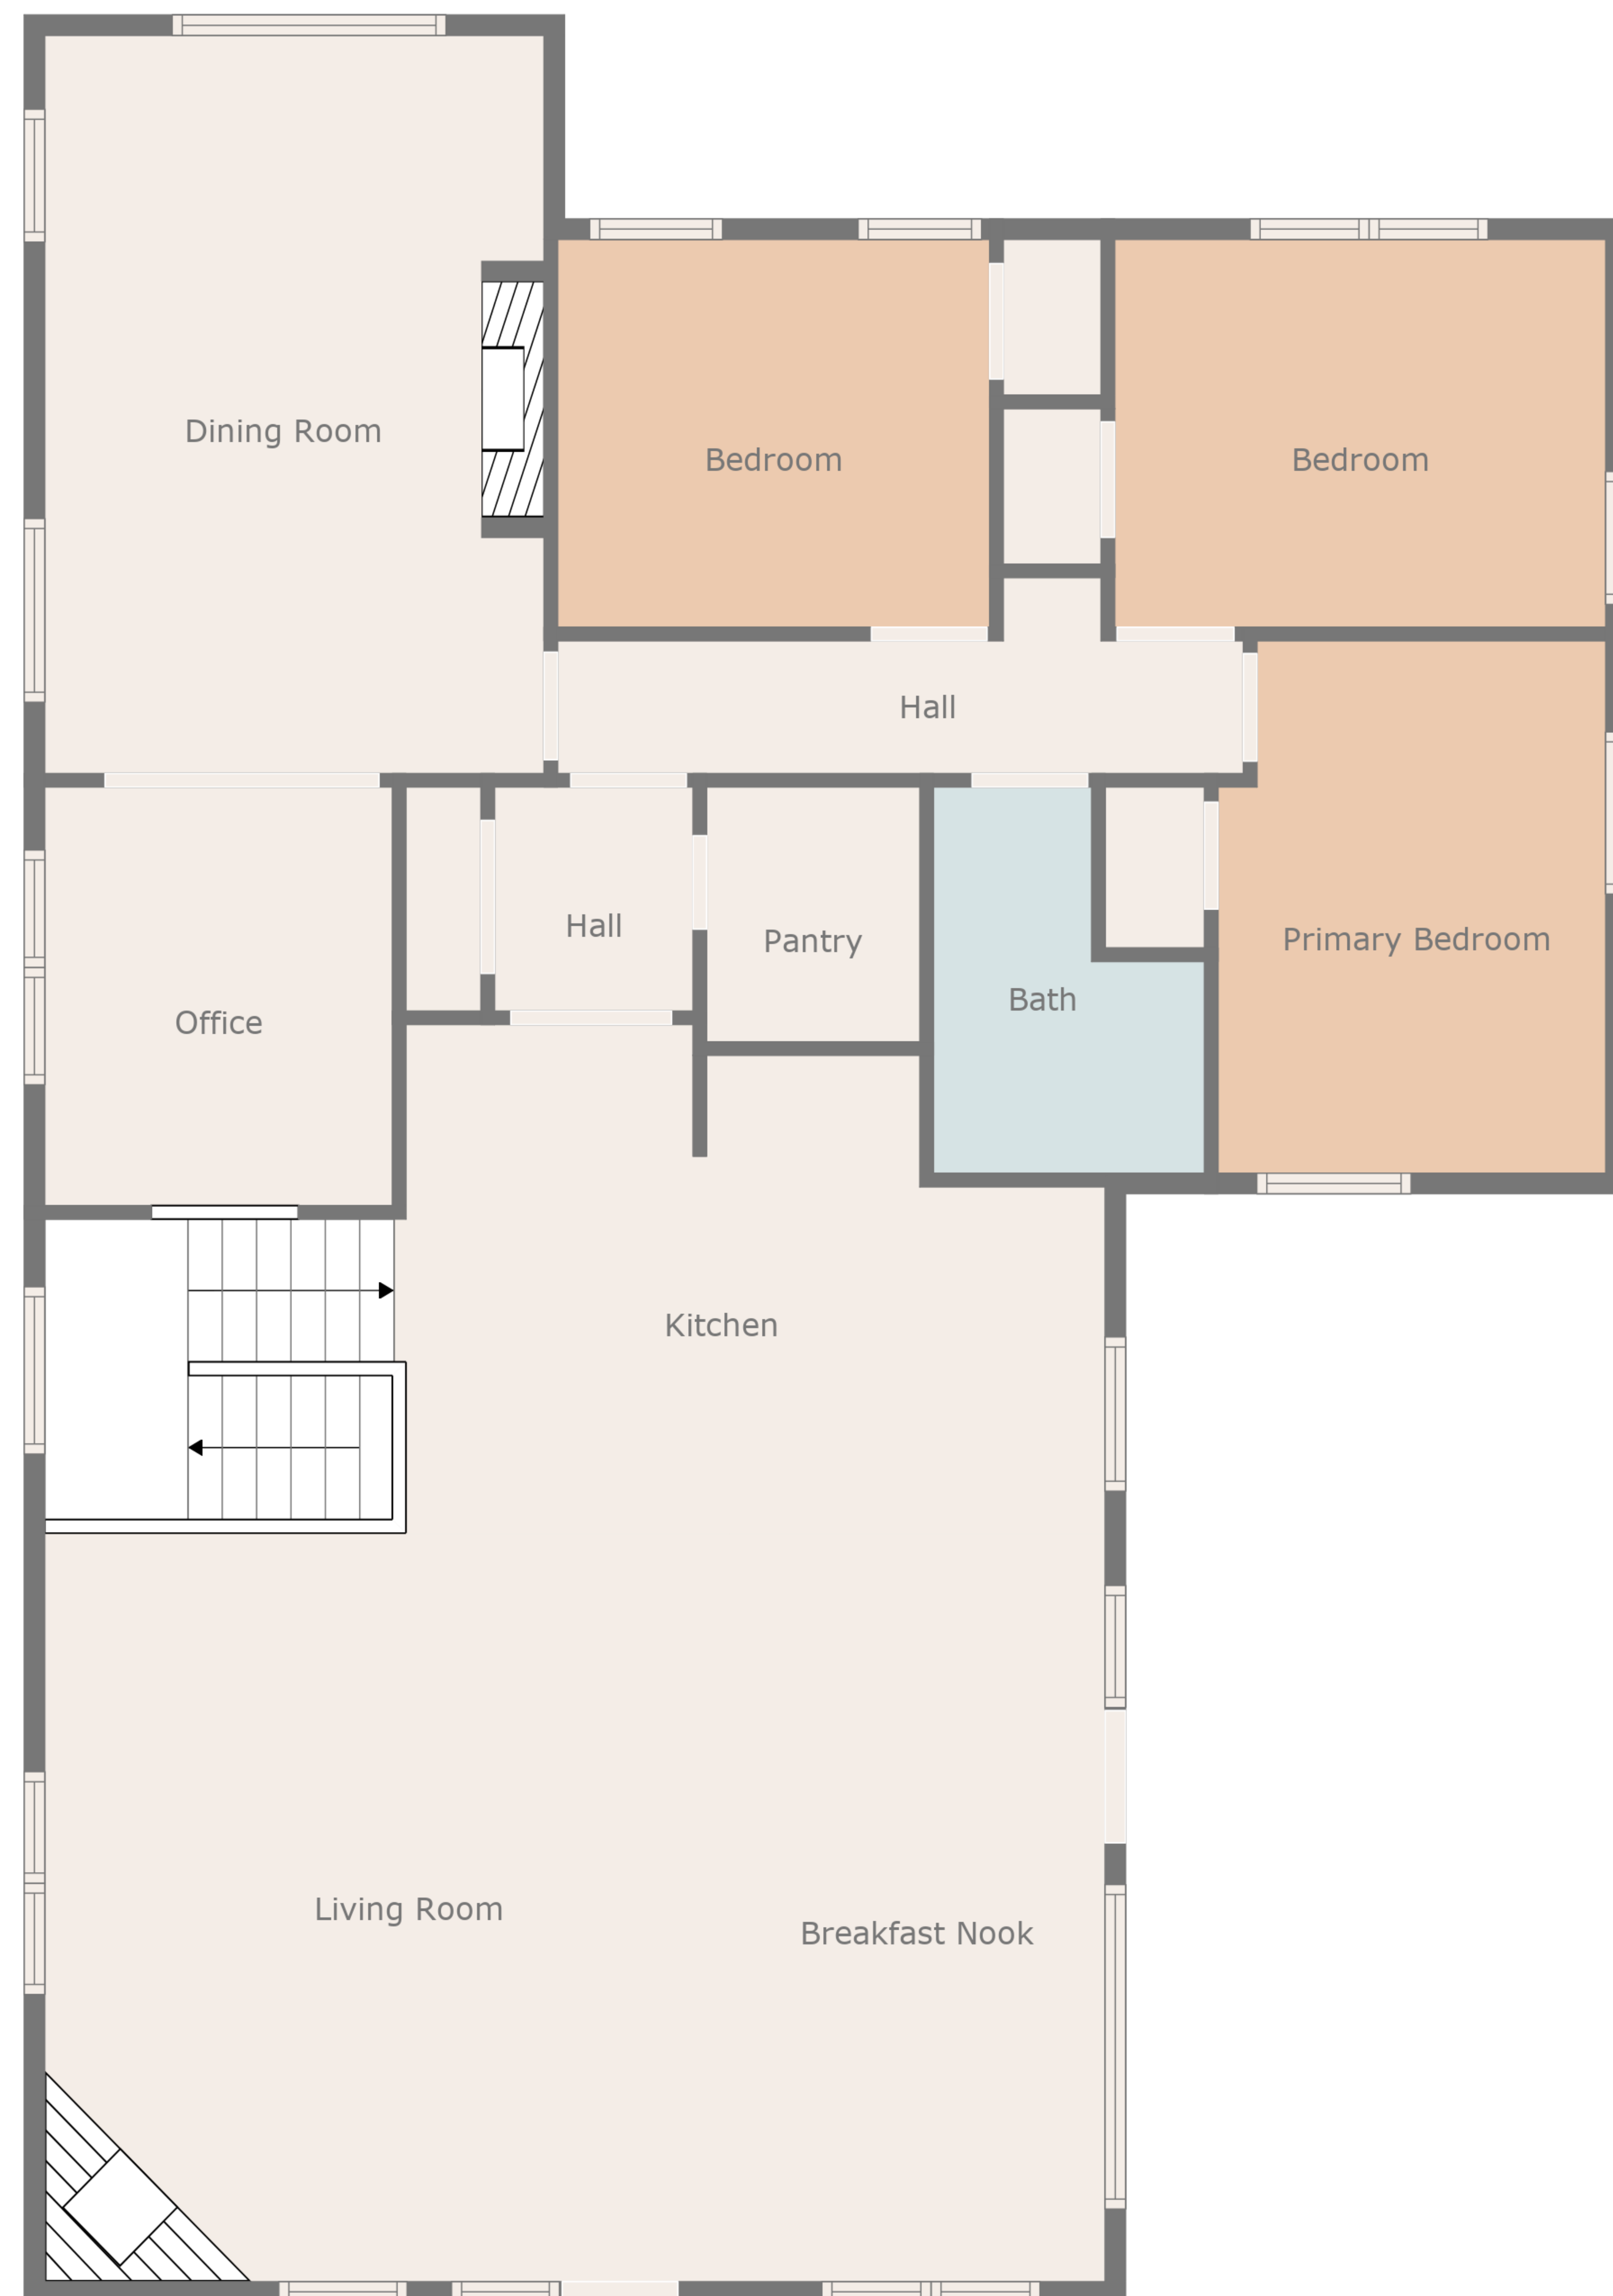 Dining Room
Bedroom
Bedroom
Hall
Hall
Pantry
Primary Bedroom
Bath
Office
Kitchen
Living Room
Breakfast Nook